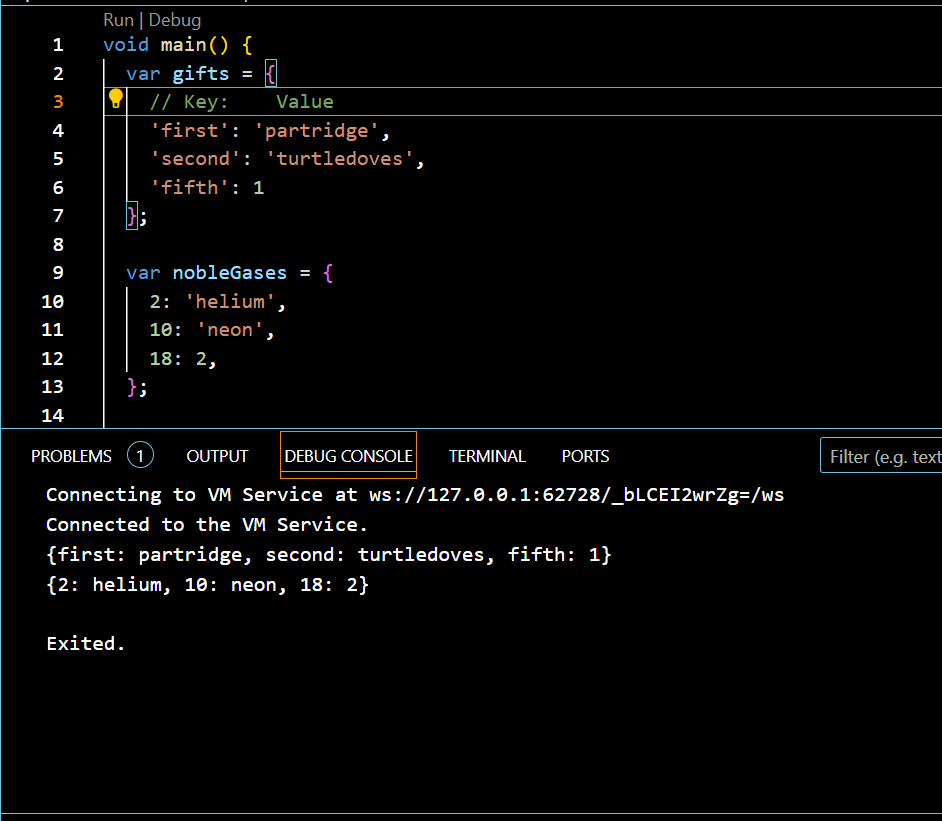 Run | Debug
1 void main() {
2 var gifts = {
3 // Key:    Value
4 'first': 'partridge',
5 'second': 'turtledoves',
6 'fifth': 1
7 };
8
9 var nobleGases = {
10 2: 'helium',
11 10: 'neon',
12 18: 2,
13 };
14
PROBLEMS 1 OUTPUT DEBUG CONSOLE TERMINAL PORTS Filter (e.g. text
Connecting to VM Service at ws://127.0.0.1:62728/_bLCEI2wrZg=/ws
Connected to the VM Service.
{first: partridge, second: turtledoves, fifth: 1}
{2: helium, 10: neon, 18: 2}
Exited.